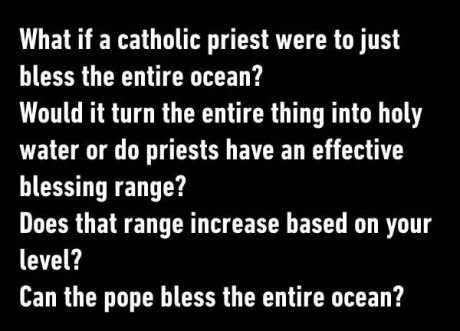 What if a catholic priest were to just
bless the entire ocean?
Would it turn the entire thing into holy
water or do priests have an effective
blessing range?
Does that range increase based on your
level?
Can the pope bless the entire ocean?